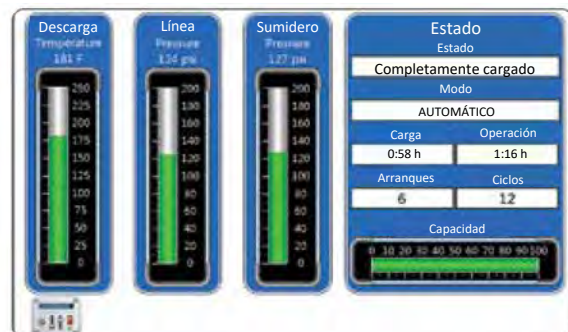 Descarga
Temperature
181 F
250
225
200
175
150
125
100
75
50
25
0
Línea
Pressure
124 psi
200
180
160
140
120
100
80
60
40
20
0
Sumidero
Pressure
127 psi
200
180
160
140
120
100
80
60
40
20
0
Estado
Estado
Completamente cargado
Modo
AUTOMÁTICO
Carga Operación
0:58 h 1:16 h
Arranques Ciclos
6 12
Capacidad
0 10 20 30 40 50 60 70 80 90 100